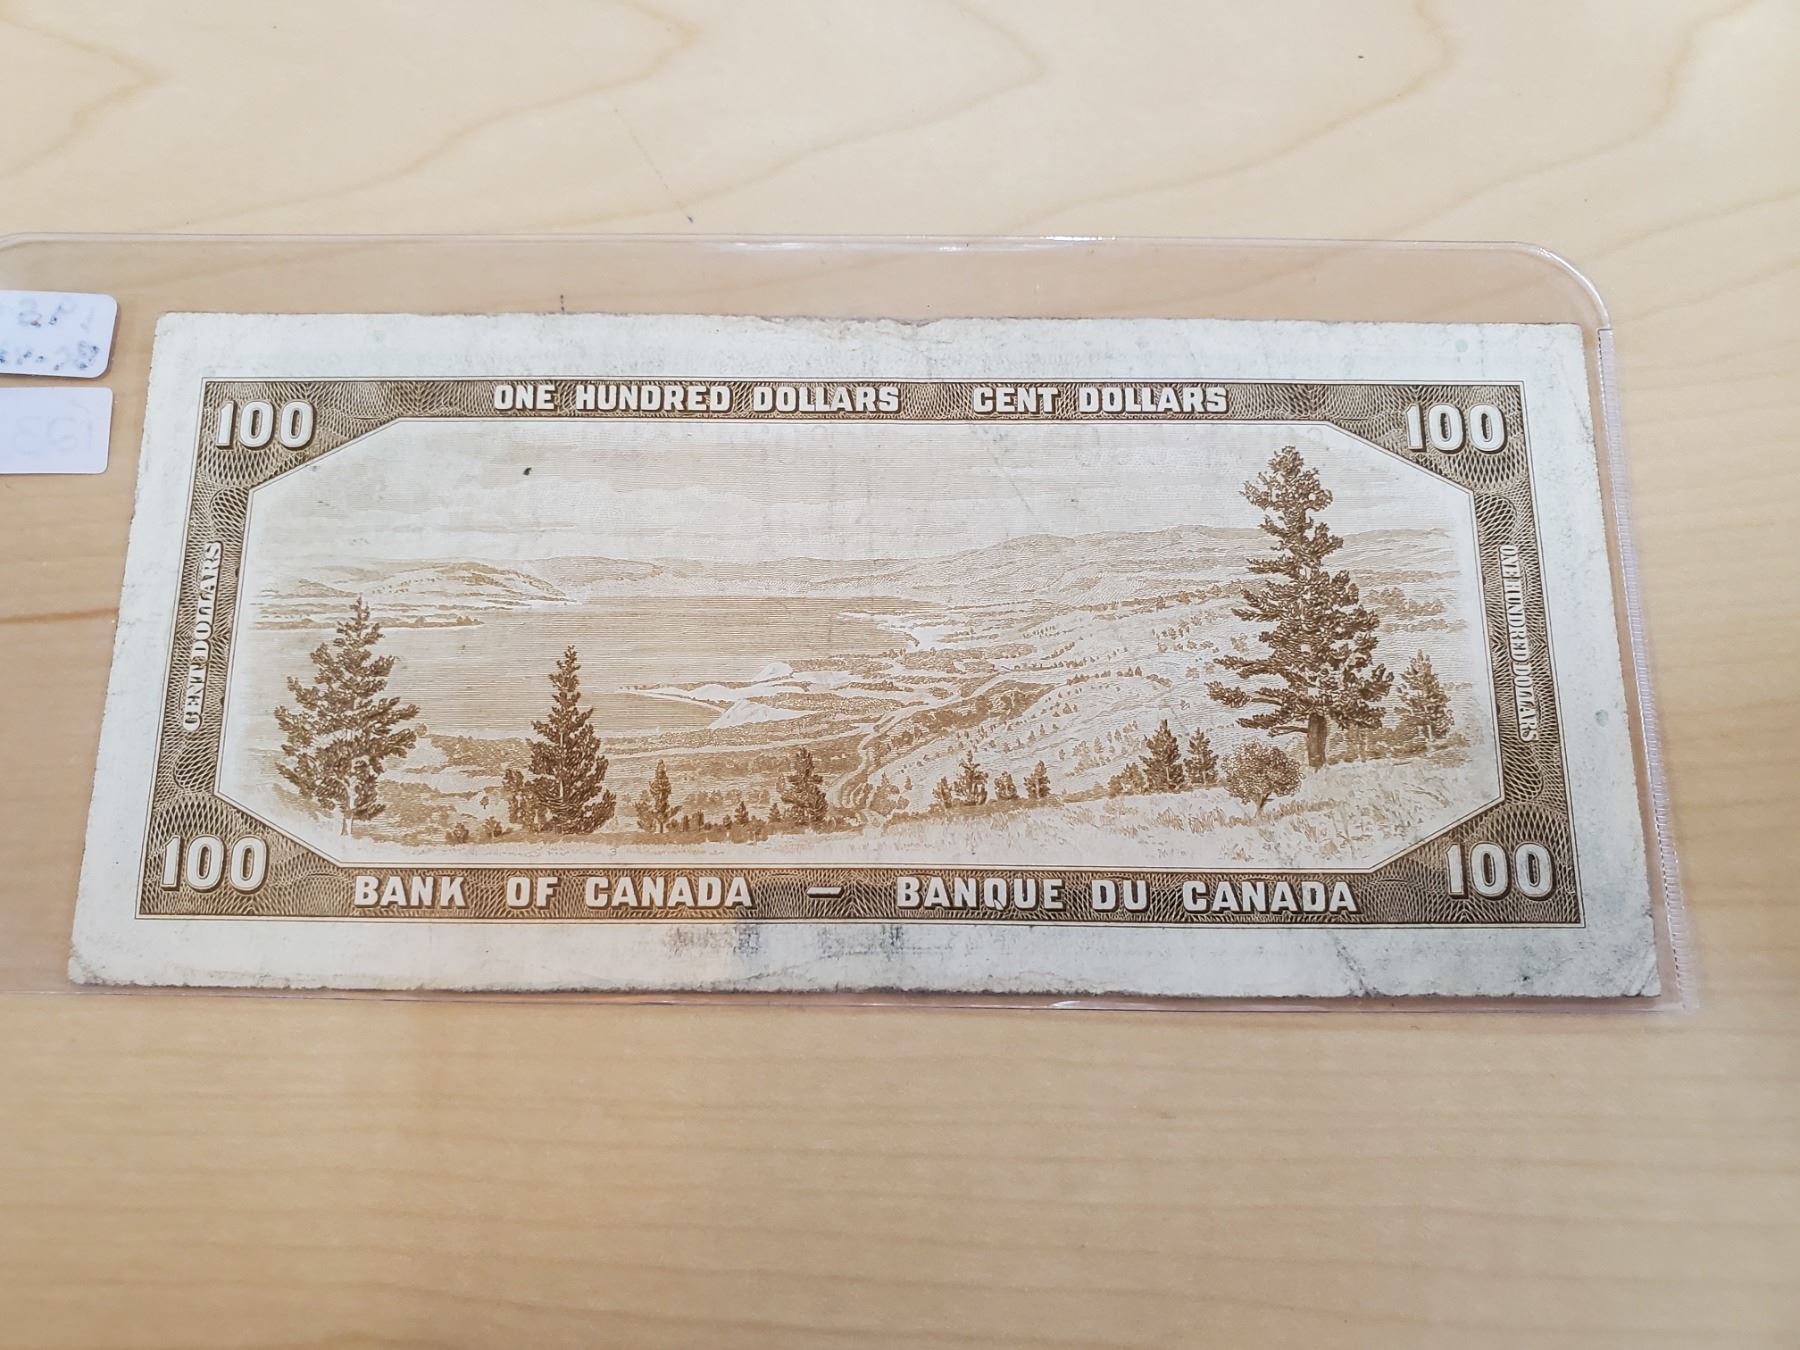 ONE HUNDRED DOLLARS CENT DOLLARS
100
100
CENT DOLLARS
ONE HUNDRED DOLLARS
100
100
BANK OF CANADA — BANQUE DU CANADA